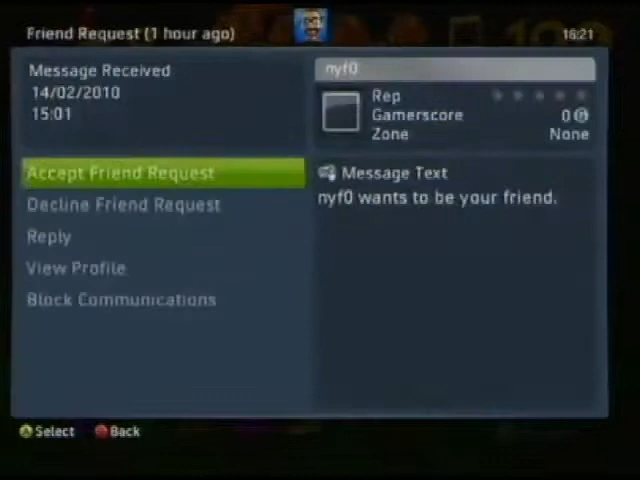 Friend Request (1 hour ago)
16:21
Message Received
14/02/2010
15:01
nyf0
Rep
Gamerscore 0 G
Zone None
Accept Friend Request
Decline Friend Request
Reply
View Profile
Block Communications
Message Text
nyf0 wants to be your friend.
A Select B Back